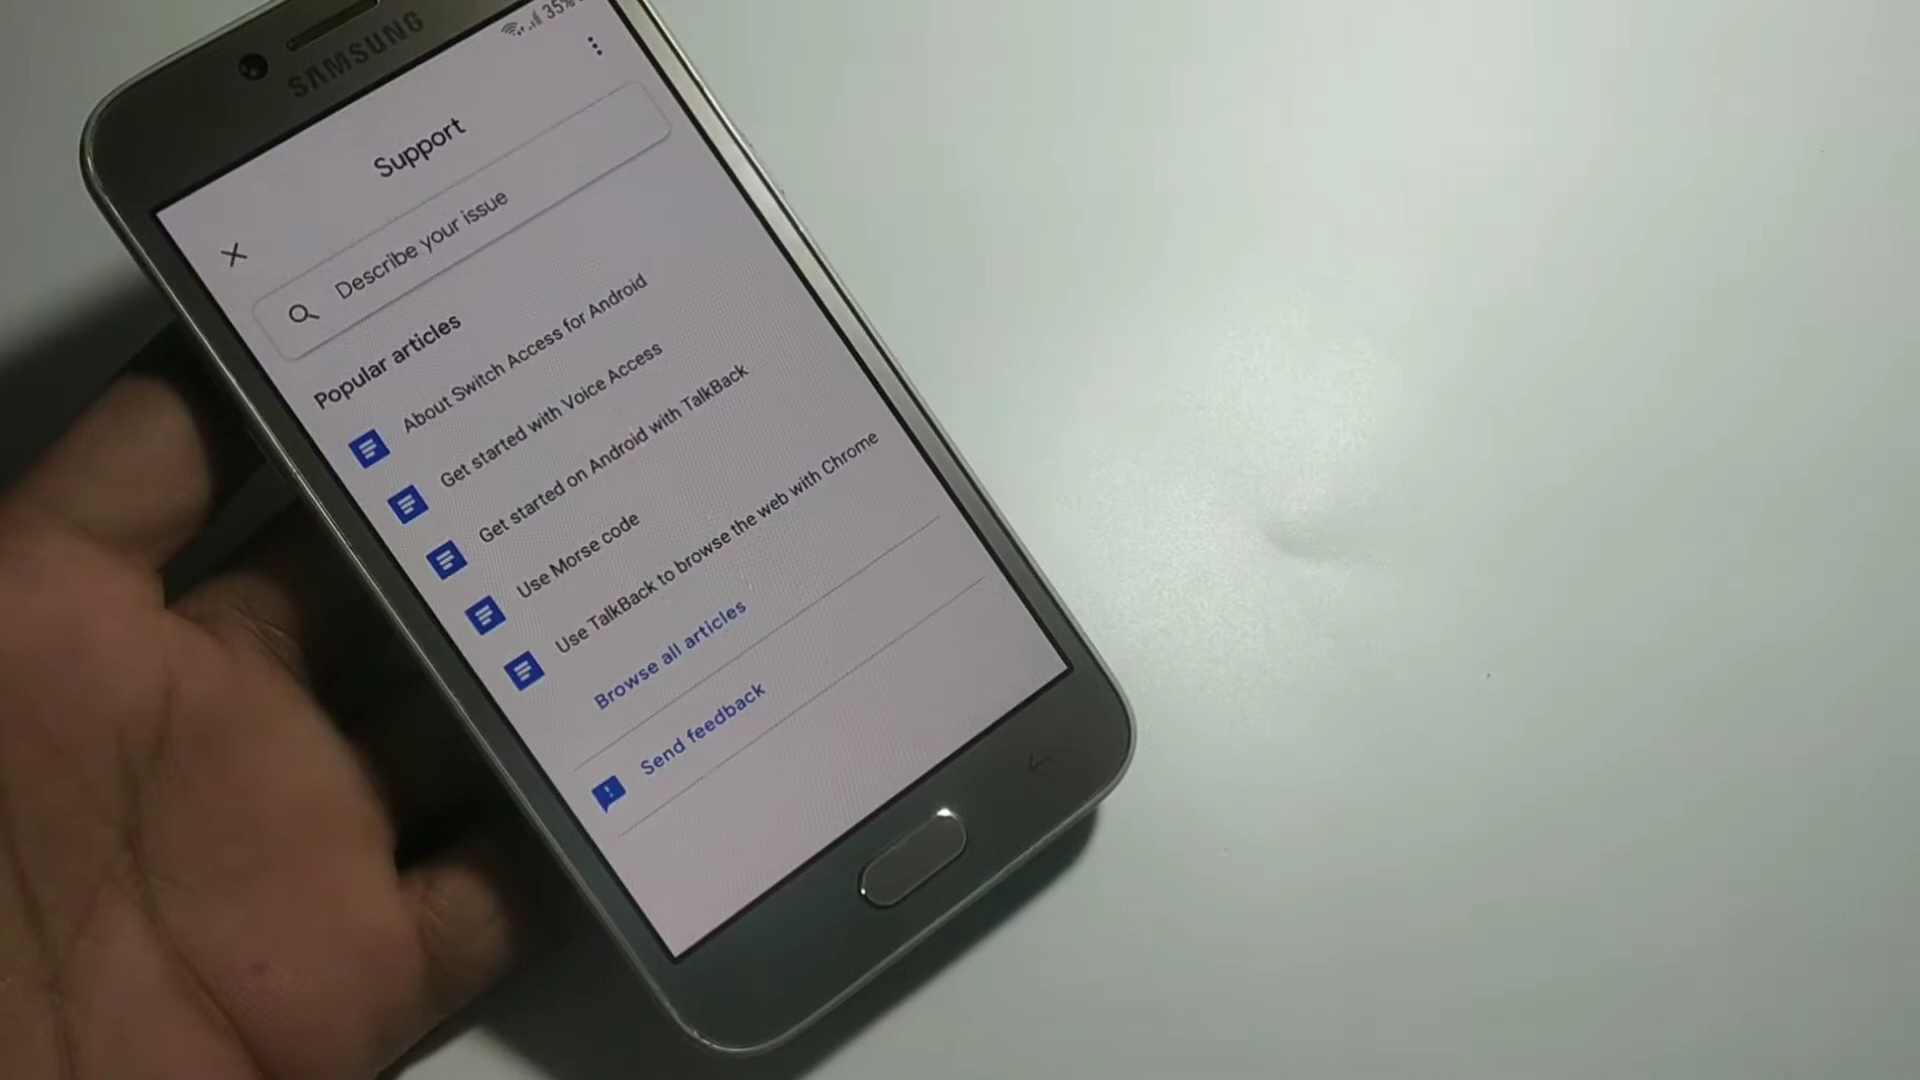 SAMSUNG
35%
Support
Describe your issue
Popular articles
About Switch Access for Android
Get started with Voice Access
Get started on Android with TalkBack
Use Morse code
Use TalkBack to browse the web with Chrome
Browse all articles
Send feedback